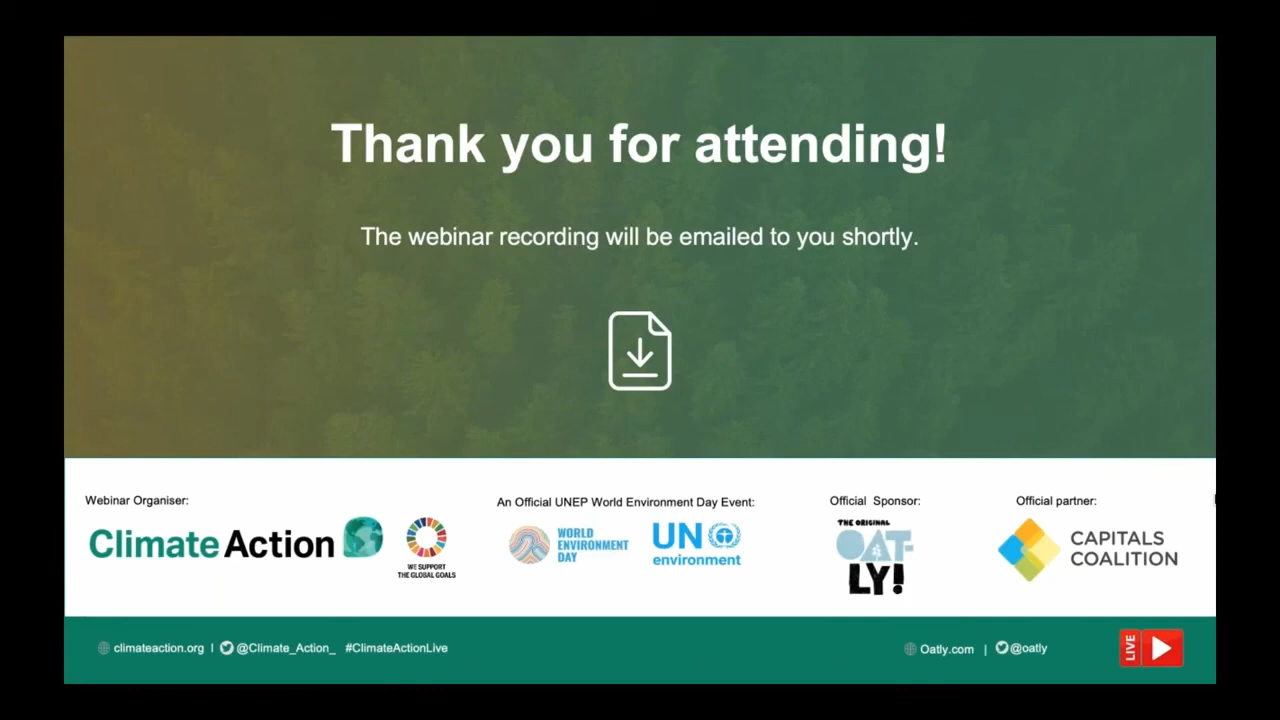 Thank you for attending!
The webinar recording will be emailed to you shortly.
Webinar Organiser:
ClimateAction
WE SUPPORT
THE GLOBAL GOALS
An Official UNEP World Environment Day Event:
WORLD
ENVIRONMENT
DAY
UN
environment
Official Sponsor:
THE ORIGINAL
OAT-
LY!
Official partner:
CAPITALS
COALITION
climateaction.org | @Climate_Action_ #ClimateActionLive
Oatly.com | @oatly
LIVE